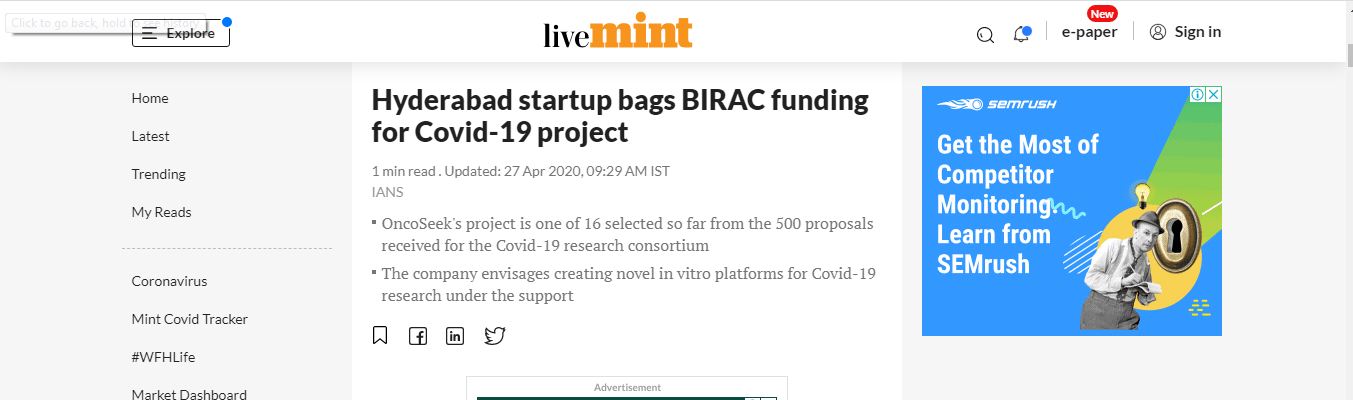 Click to go back, hold to see history
Explore
livemint
New
e-paper
Sign in
Home
Latest
Trending
My Reads
Coronavirus
Mint Covid Tracker
#WFHLife
Market Dashboard
Hyderabad startup bags BIRAC funding
for Covid-19 project
1 min read . Updated: 27 Apr 2020, 09:29 AM IST
IANS
OncoSeek's project is one of 16 selected so far from the 500 proposals
received for the Covid-19 research consortium
The company envisages creating novel in vitro platforms for Covid-19
research under the support
Advertisement
SEMRUSH
Get the Most of
Competitor
Monitoring.
Learn from
SEMrush